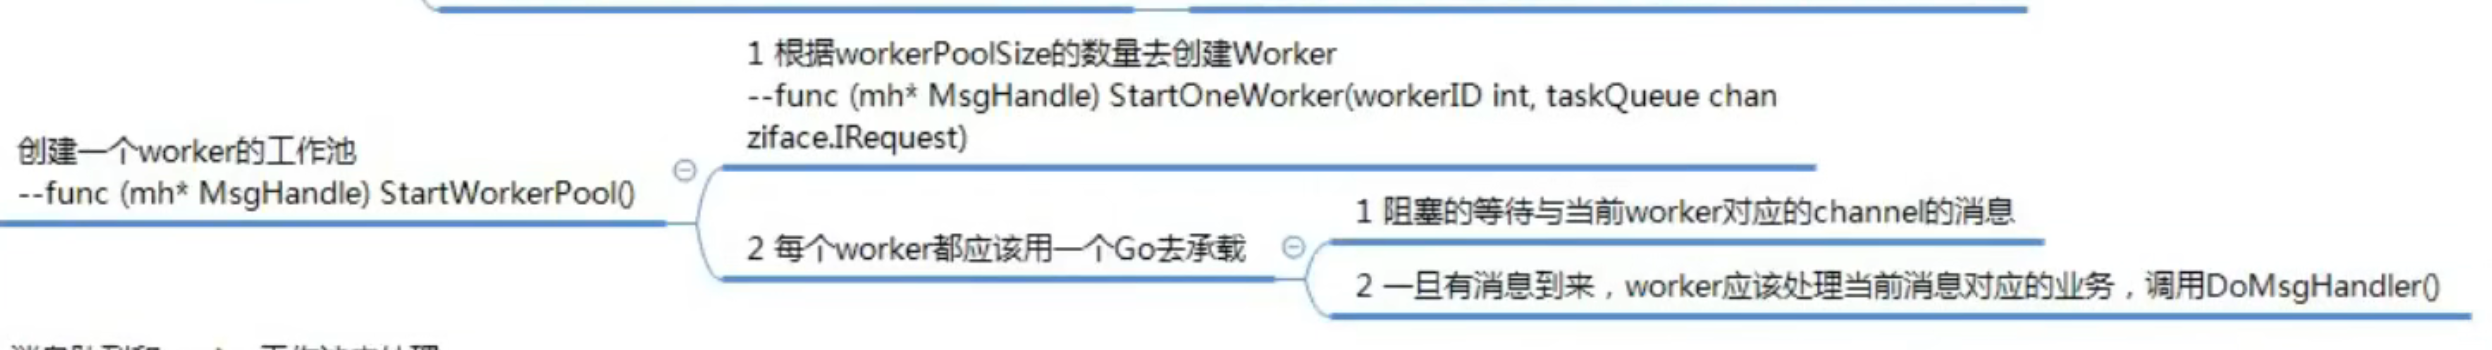 1 根据workerPoolSize的数量去创建Worker
--func (mh* MsgHandle) StartOneWorker(workerID int, taskQueue chan
ziface.IRequest)
创建一个worker的工作池
--func (mh* MsgHandle) StartWorkerPool()
1 阻塞的等待与当前worker对应的channel的消息
2 每个worker都应该用一个Go去承载
2 一旦有消息到来，worker应该处理当前消息对应的业务，调用DoMsgHandler()